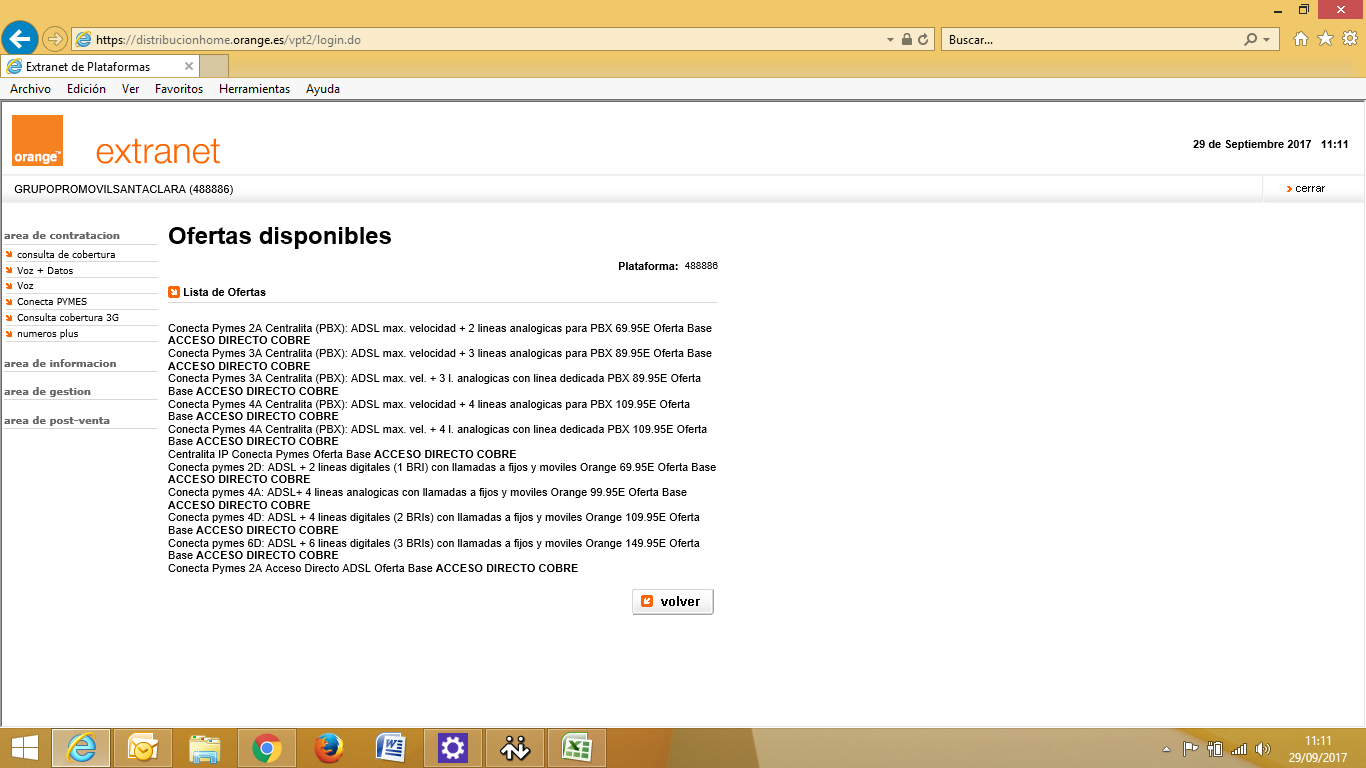 https://distribucionhome.orange.es/vpt2/login.do
Buscar...
Extranet de Plataformas
Archivo Edición Ver Favoritos Herramientas Ayuda
orange™
extranet
29 de Septiembre 2017 11:11
GRUPOPROMOVILSANTACLARA (488886)
cerrar
area de contratacion
consulta de cobertura
Voz + Datos
Voz
Conecta PYMES
Consulta cobertura 3G
numeros plus
area de informacion
area de gestion
area de post-venta
Ofertas disponibles
Plataforma: 488886
Lista de Ofertas
Conecta Pymes 2A Centralita (PBX): ADSL max. velocidad + 2 lineas analogicas para PBX 69.95E Oferta Base
ACCESO DIRECTO COBRE
Conecta Pymes 3A Centralita (PBX): ADSL max. velocidad + 3 lineas analogicas para PBX 89.95E Oferta Base
ACCESO DIRECTO COBRE
Conecta Pymes 3A Centralita (PBX): ADSL max. vel. + 3 l. analogicas con linea dedicada PBX 89.95E Oferta
Base ACCESO DIRECTO COBRE
Conecta Pymes 4A Centralita (PBX): ADSL max. velocidad + 4 lineas analogicas para PBX 109.95E Oferta
Base ACCESO DIRECTO COBRE
Conecta Pymes 4A Centralita (PBX): ADSL max. vel. + 4 l. analogicas con linea dedicada PBX 109.95E Oferta
Base ACCESO DIRECTO COBRE
Centralita IP Conecta Pymes Oferta Base ACCESO DIRECTO COBRE
Conecta pymes 2D: ADSL + 2 lineas digitales (1 BRI) con llamadas a fijos y moviles Orange 69.95E Oferta Base
ACCESO DIRECTO COBRE
Conecta pymes 4A: ADSL+ 4 lineas analogicas con llamadas a fijos y moviles Orange 99.95E Oferta Base
ACCESO DIRECTO COBRE
Conecta pymes 4D: ADSL + 4 lineas digitales (2 BRIs) con llamadas a fijos y moviles Orange 109.95E Oferta
Base ACCESO DIRECTO COBRE
Conecta pymes 6D: ADSL + 6 lineas digitales (3 BRIs) con llamadas a fijos y moviles Orange 149.95E Oferta
Base ACCESO DIRECTO COBRE
Conecta Pymes 2A Acceso Directo ADSL Oferta Base ACCESO DIRECTO COBRE
volver
11:11
29/09/2017